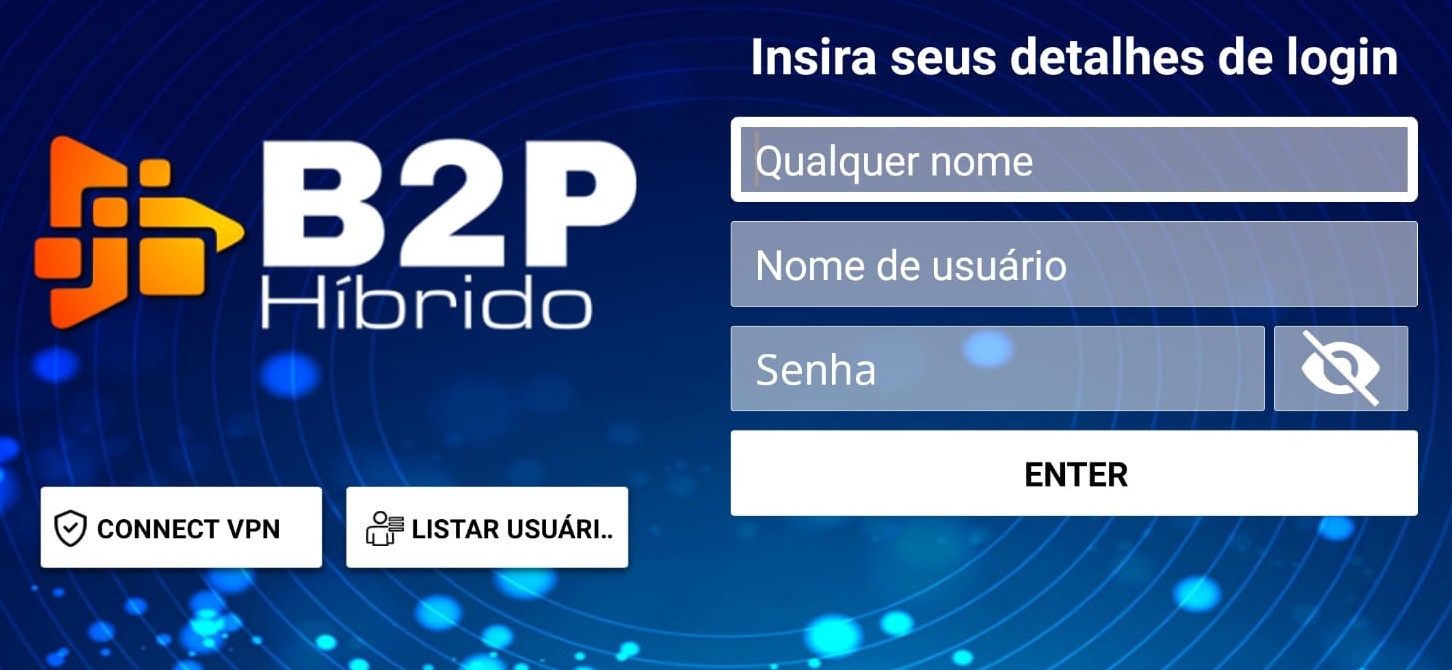 B2P
Híbrido
CONNECT VPN
LISTAR USUÁRI..
Insira seus detalhes de login
Qualquer nome
Nome de usuário
Senha
ENTER